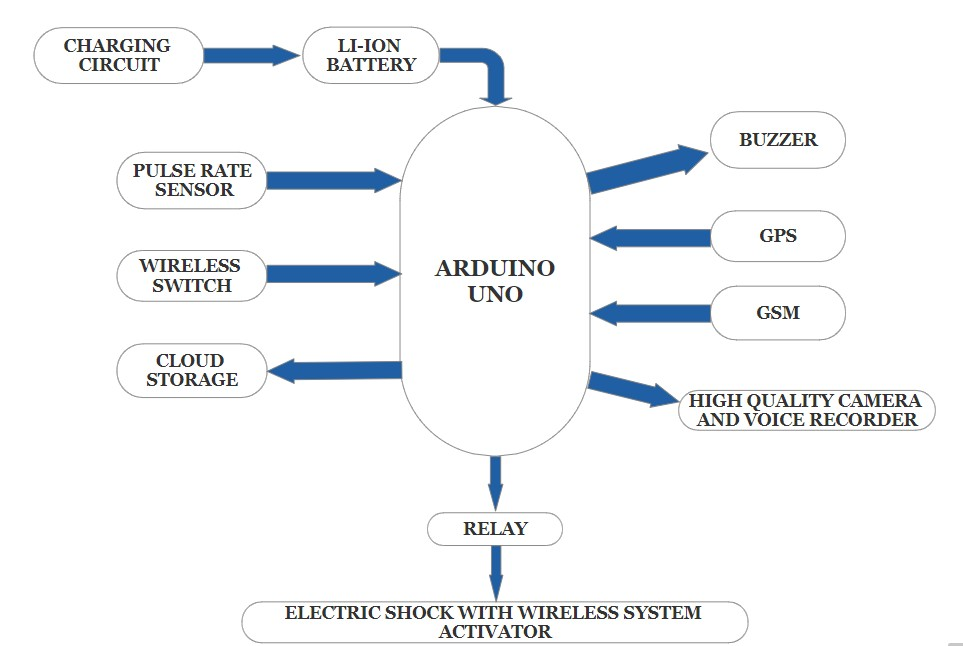 CHARGING
CIRCUIT
LI-ION
BATTERY
BUZZER
PULSE RATE
SENSOR
GPS
WIRELESS
SWITCH
ARDUINO
UNO
GSM
CLOUD
STORAGE
HIGH QUALITY CAMERA
AND VOICE RECORDER
RELAY
ELECTRIC SHOCK WITH WIRELESS SYSTEM
ACTIVATOR